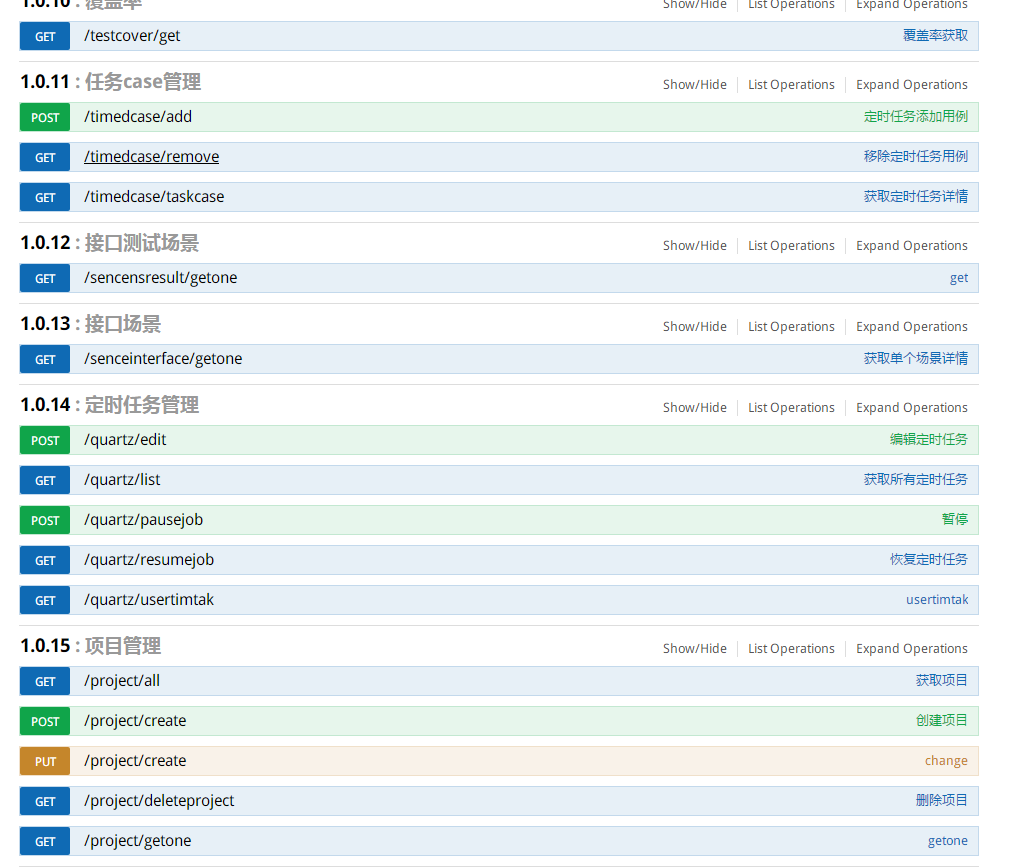 1.0.10 : 覆盖率 Show/Hide List Operations Expand Operations
GET /testcover/get 覆盖率获取
1.0.11 : 任务case管理 Show/Hide List Operations Expand Operations
POST /timedcase/add 定时任务添加用例
GET /timedcase/remove 移除定时任务用例
GET /timedcase/taskcase 获取定时任务详情
1.0.12 : 接口测试场景 Show/Hide List Operations Expand Operations
GET /sencensresult/getone get
1.0.13 : 接口场景 Show/Hide List Operations Expand Operations
GET /senceinterface/getone 获取单个场景详情
1.0.14 : 定时任务管理 Show/Hide List Operations Expand Operations
POST /quartz/edit 编辑定时任务
GET /quartz/list 获取所有定时任务
POST /quartz/pausejob 暂停
GET /quartz/resumejob 恢复定时任务
GET /quartz/usertimtak usertimtak
1.0.15 : 项目管理 Show/Hide List Operations Expand Operations
GET /project/all 获取项目
POST /project/create 创建项目
PUT /project/create change
GET /project/deleteproject 删除项目
GET /project/getone getone